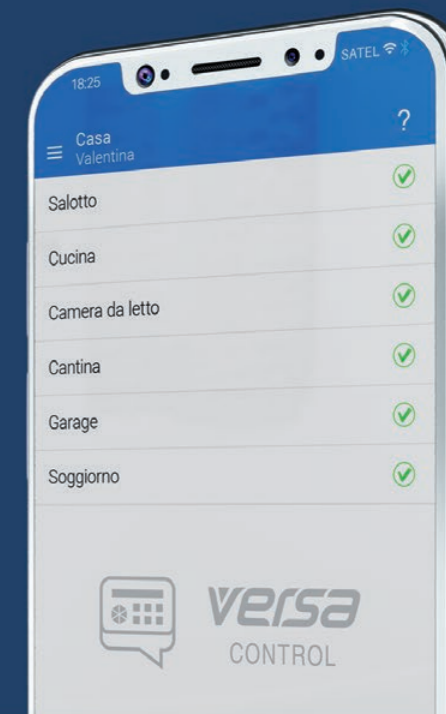 18:25
SATEL
Casa
Valentina
?
Salotto
Cucina
Camera da letto
Cantina
Garage
Soggiorno
versa
CONTROL